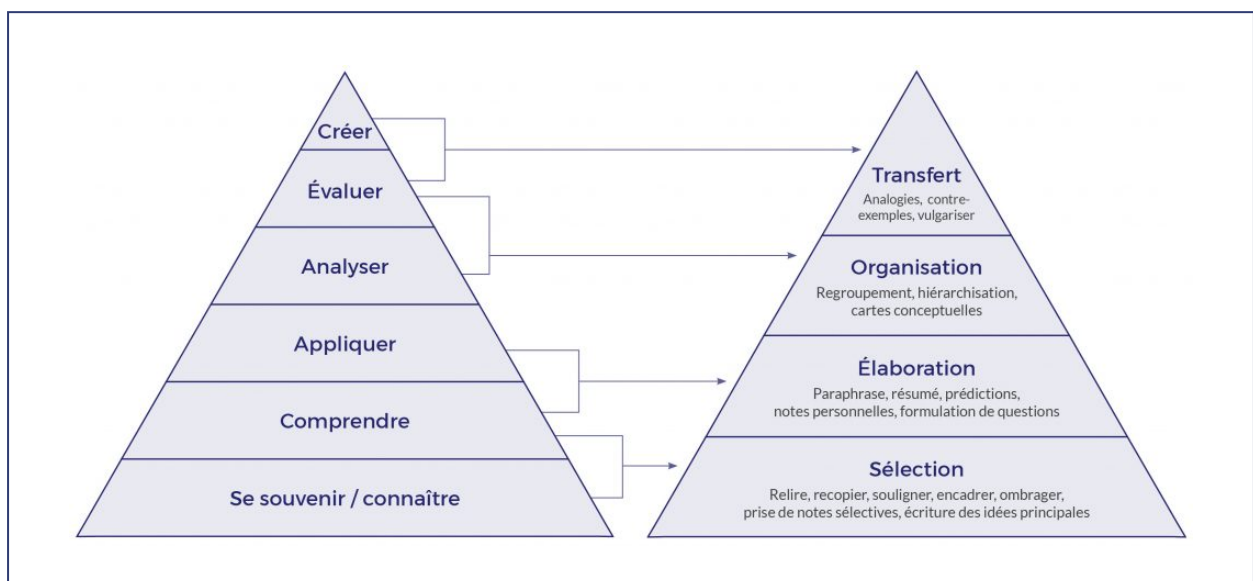 Créer
Évaluer
Analyser
Appliquer
Comprendre
Se souvenir / connaître
Transfert
Analogies, contre-
exemples, vulgariser
Organisation
Regroupement, hiérarchisation,
cartes conceptuelles
Élaboration
Paraphrase, résumé, prédictions,
notes personnelles, formulation de questions
Sélection
Relire, recopier, souligner, encadrer, ombrager,
prise de notes sélectives, écriture des idées principales